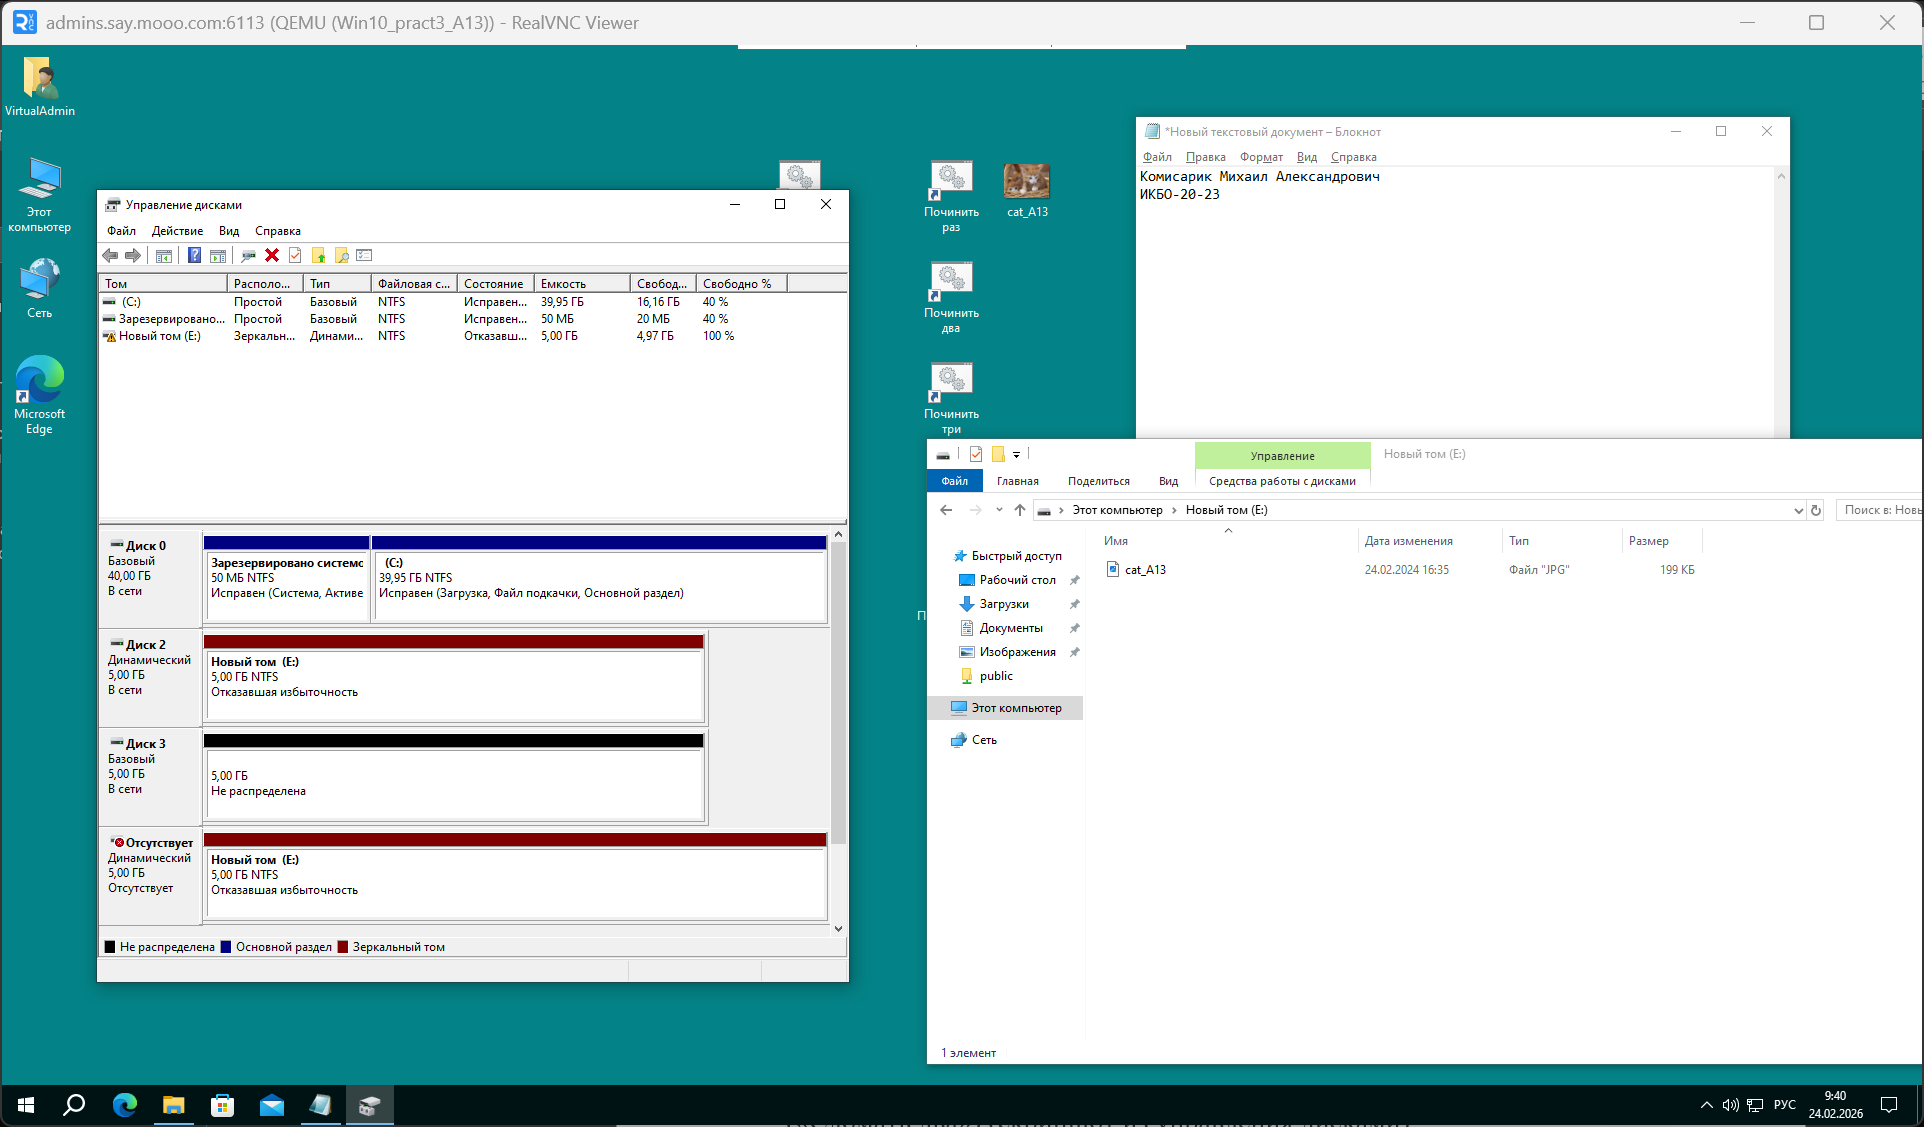 admins.say.mooo.com:6113 (QEMU (Win10_pract3_A13)) - RealVNC Viewer
VirtualAdmin
Этот компьютер
Сеть
Microsoft Edge
Починить раз
cat_A13
Починить два
Починить три
*Новый текстовый документ – Блокнот
Файл Правка Формат Вид Справка
Комисарик Михаил Александрович
ИКБО-20-23
Управление дисками
Файл Действие Вид Справка
Том Располо... Тип Файловая с... Состояние Емкость Свобод... Свободно %
(C:) Простой Базовый NTFS Исправен... 39,95 ГБ 16,16 ГБ 40 %
Зарезервировано... Простой Базовый NTFS Исправен... 50 МБ 20 МБ 40 %
Новый том (E:) Зеркальн... Динами... NTFS Отказавш... 5,00 ГБ 4,97 ГБ 100 %
Диск 0
Базовый
40,00 ГБ
В сети
Зарезервировано системо
50 МБ NTFS
Исправен (Система, Активе
(C:)
39,95 ГБ NTFS
Исправен (Загрузка, Файл подкачки, Основной раздел)
Диск 2
Динамический
5,00 ГБ
В сети
Новый том (E:)
5,00 ГБ NTFS
Отказавшая избыточность
Диск 3
Базовый
5,00 ГБ
В сети
5,00 ГБ
Не распределена
Отсутствует
Динамический
5,00 ГБ
Отсутствует
Новый том (E:)
5,00 ГБ NTFS
Отказавшая избыточность
Не распределена Основной раздел Зеркальный том
Управление Новый том (E:)
Файл Главная Поделиться Вид Средства работы с дисками
Этот компьютер Новый том (E:) Поиск в: Новы
Имя Дата изменения Тип Размер
cat_A13 24.02.2024 16:35 Файл "JPG" 199 КБ
Быстрый доступ
Рабочий стол
Загрузки
Документы
Изображения
public
Этот компьютер
Сеть
1 элемент
РУС
9:40
24.02.2026